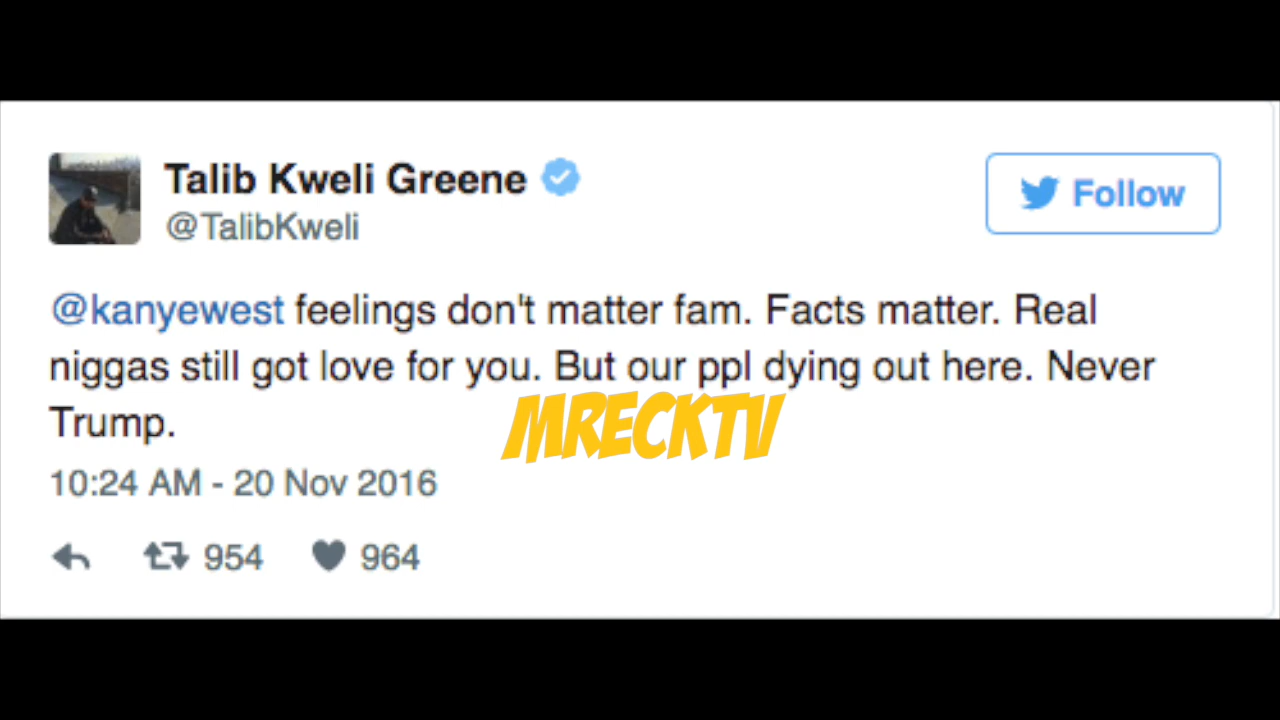 Talib Kweli Greene
@TalibKweli
Follow
@kanyewest feelings don't matter fam. Facts matter. Real
niggas still got love for you. But our ppl dying out here. Never
Trump.
MRECKTV
10:24 AM - 20 Nov 2016
954 964